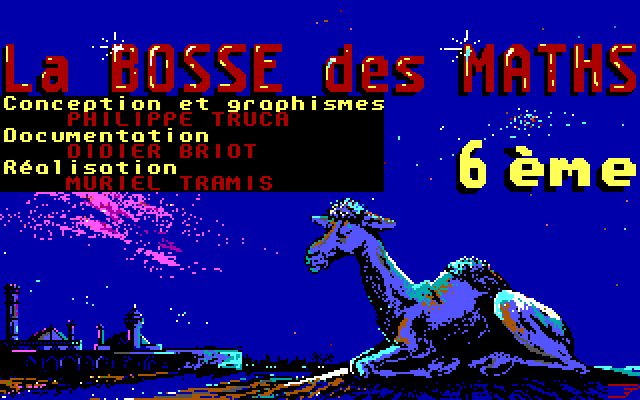 La BOSSE des MATHS
Conception et graphismes
PHILIPPE TRUCA
Documentation
DIDIER BRIOT
Réalisation
MURIEL TRAMIS
6 ème